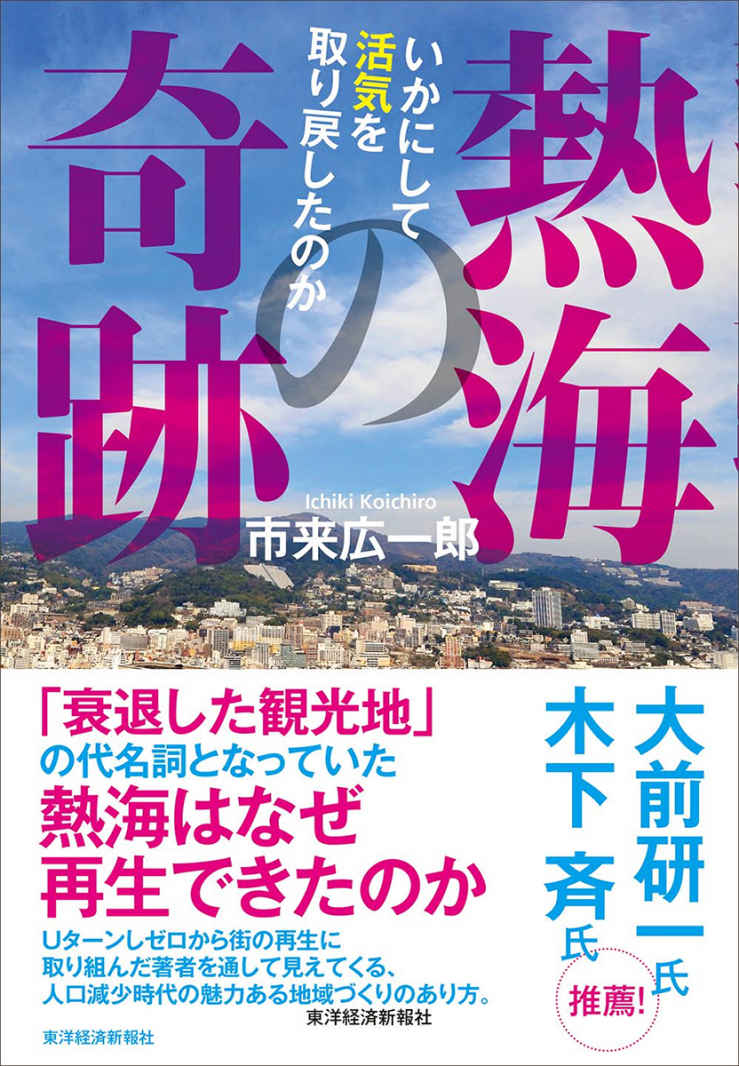 熱海の奇跡
いかにして
活気を
取り戻したのか
Ichiki Koichiro
市来広一郎
「衰退した観光地」
の代名詞となっていた
熱海はなぜ
再生できたのか
Uターンしゼロから街の再生に
取り組んだ著者を通して見えてくる、
人口減少時代の魅力ある地域づくりのあり方。
大前研一氏
木下 斉氏
推薦!
東洋経済新報社
東洋経済新報社